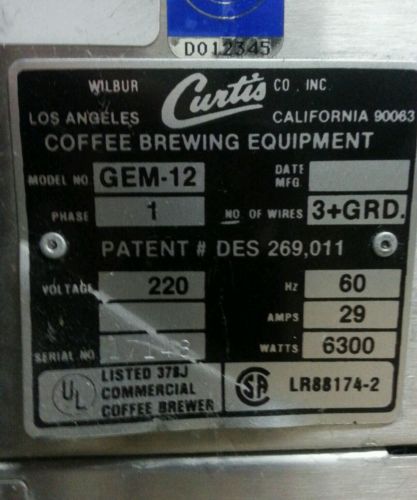 DO12345
WILBUR Curtis CO. INC.
LOS ANGELES CALIFORNIA 90063
COFFEE BREWING EQUIPMENT
MODEL NO. GEM-12 DATE MFG.
PHASE 1 NO. OF WIRES 3+GRD.
PATENT # DES 269,011
VOLTAGE 220 Hz 60
AMPS 29
SERIAL NO. WATTS 6300
UL LISTED 378J
COMMERCIAL
COFFEE BREWER
SA LR88174-2